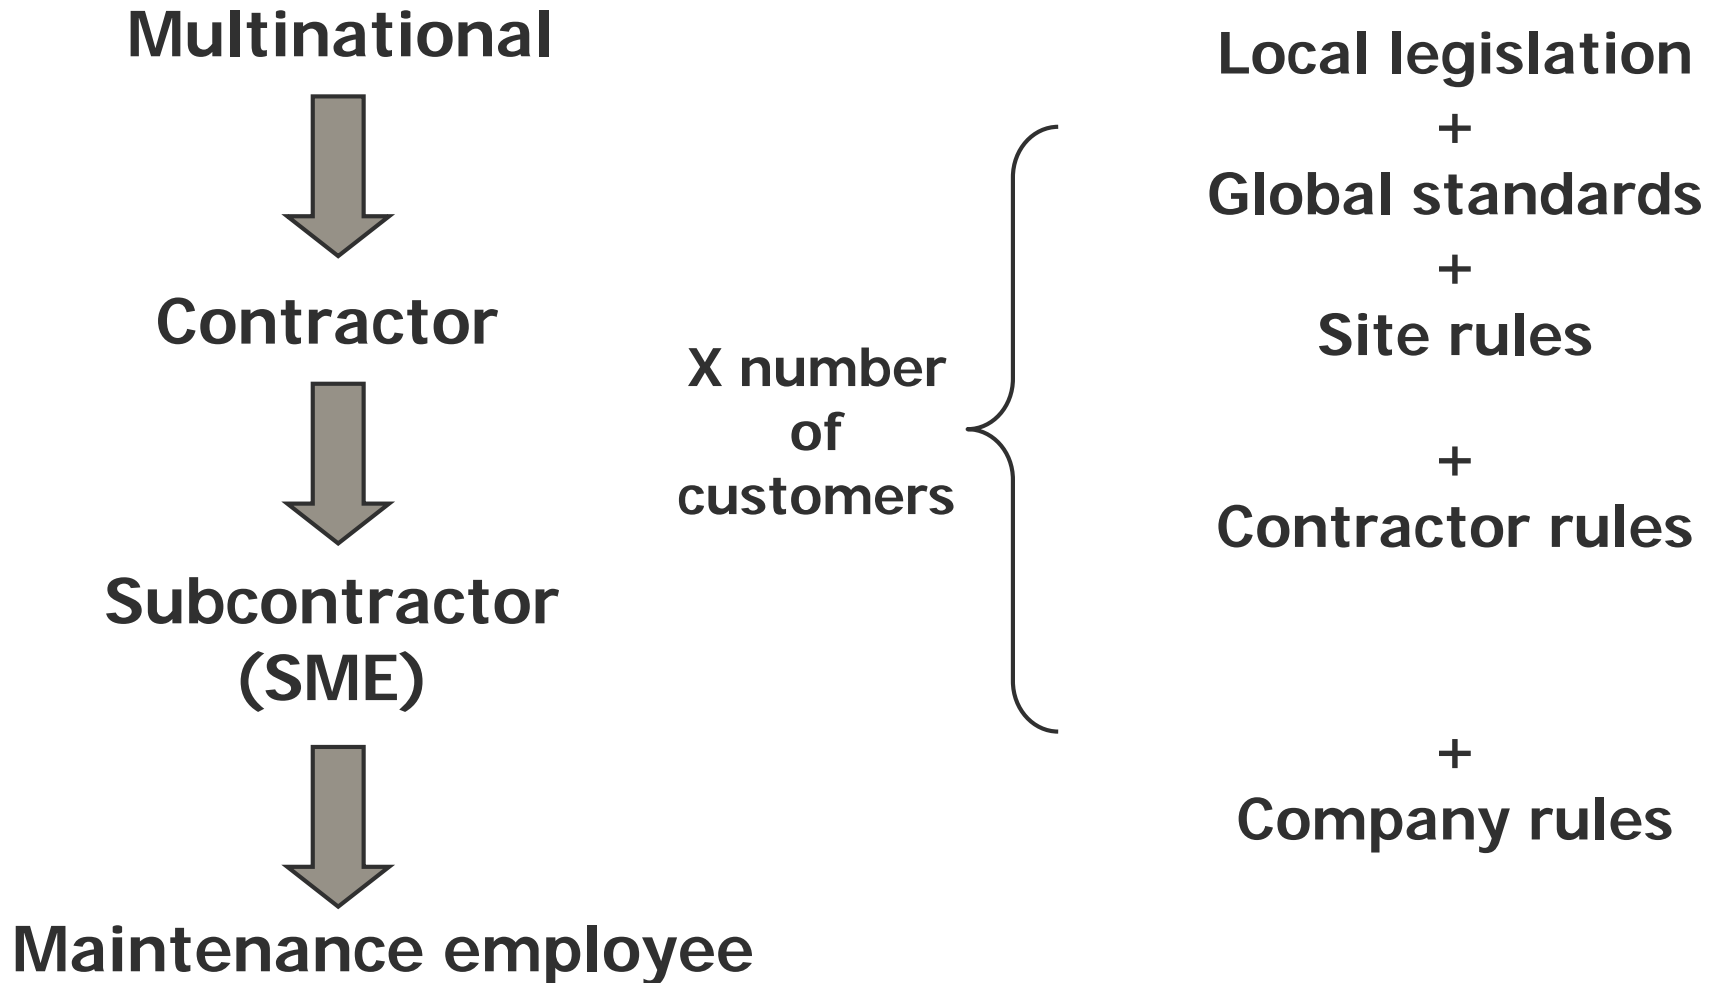 Multinational
Contractor
Subcontractor
(SME)
Maintenance employee
X number
of
customers
Local legislation
+
Global standards
+
Site rules
+
Contractor rules
+
Company rules